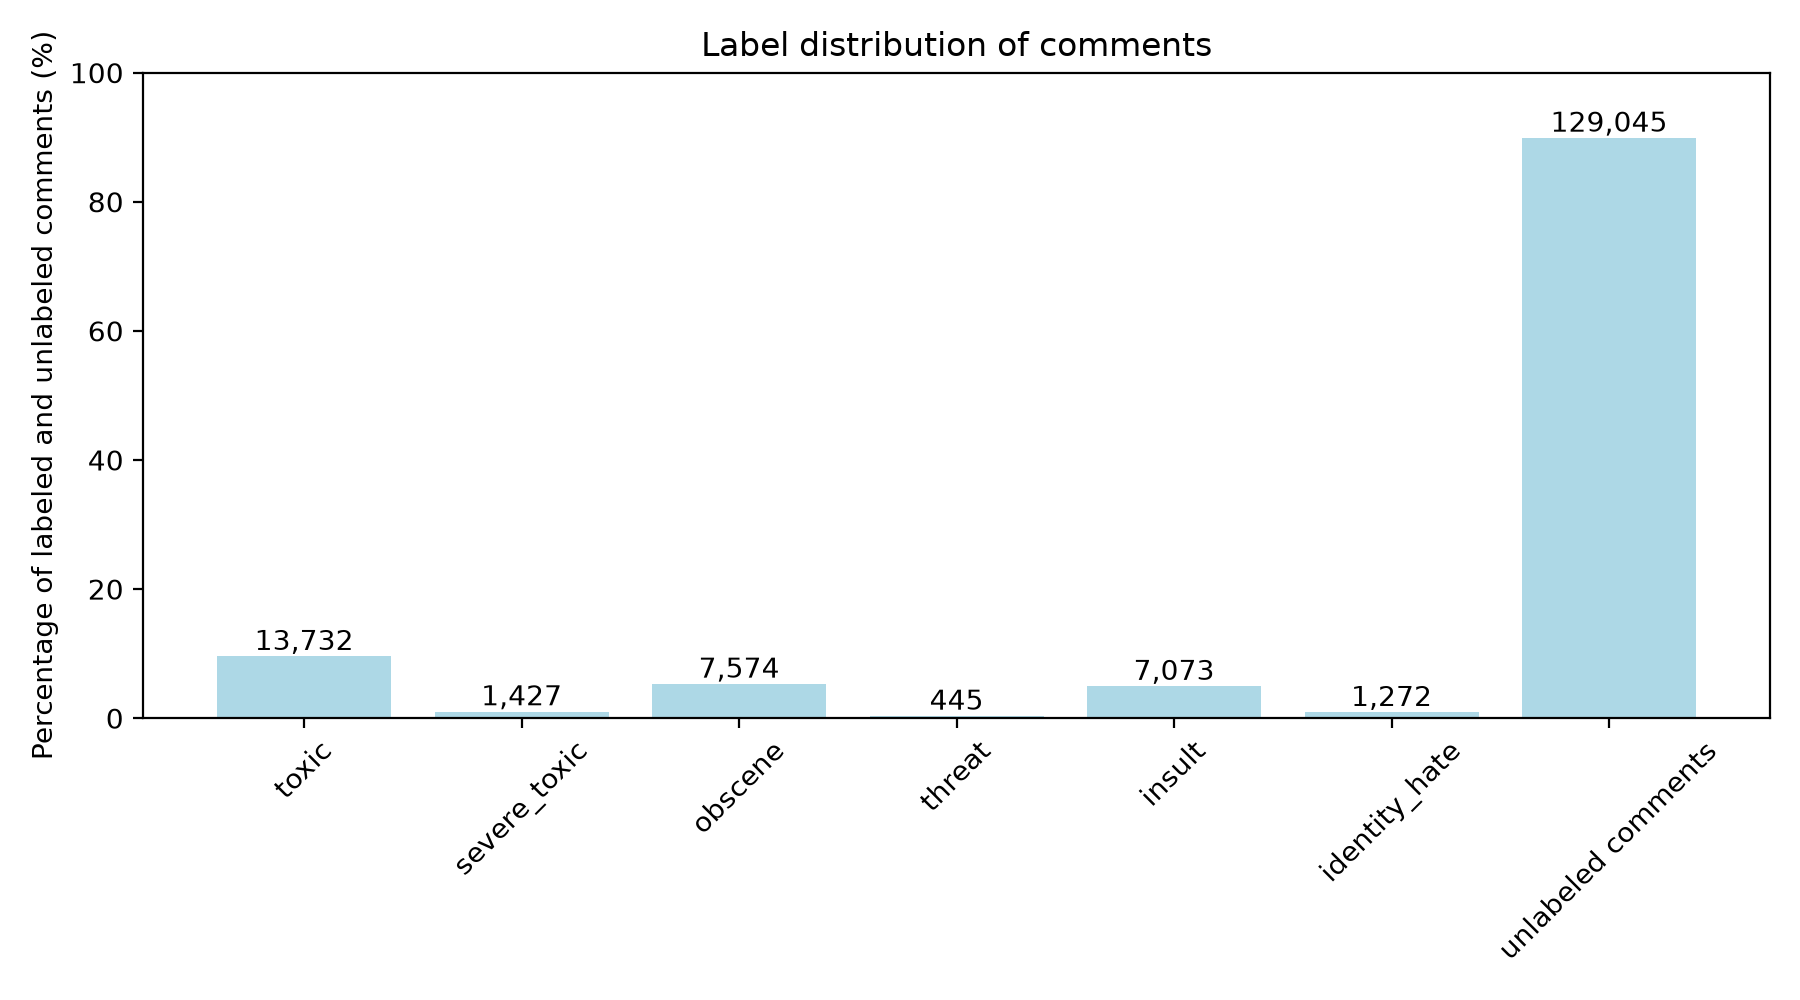 Label distribution of comments
Percentage of labeled and unlabeled comments (%)
100
80
60
40
20
0
13,732
1,427
7,574
445
7,073
1,272
129,045
toxic
severe_toxic
obscene
threat
insult
identity_hate
unlabeled comments